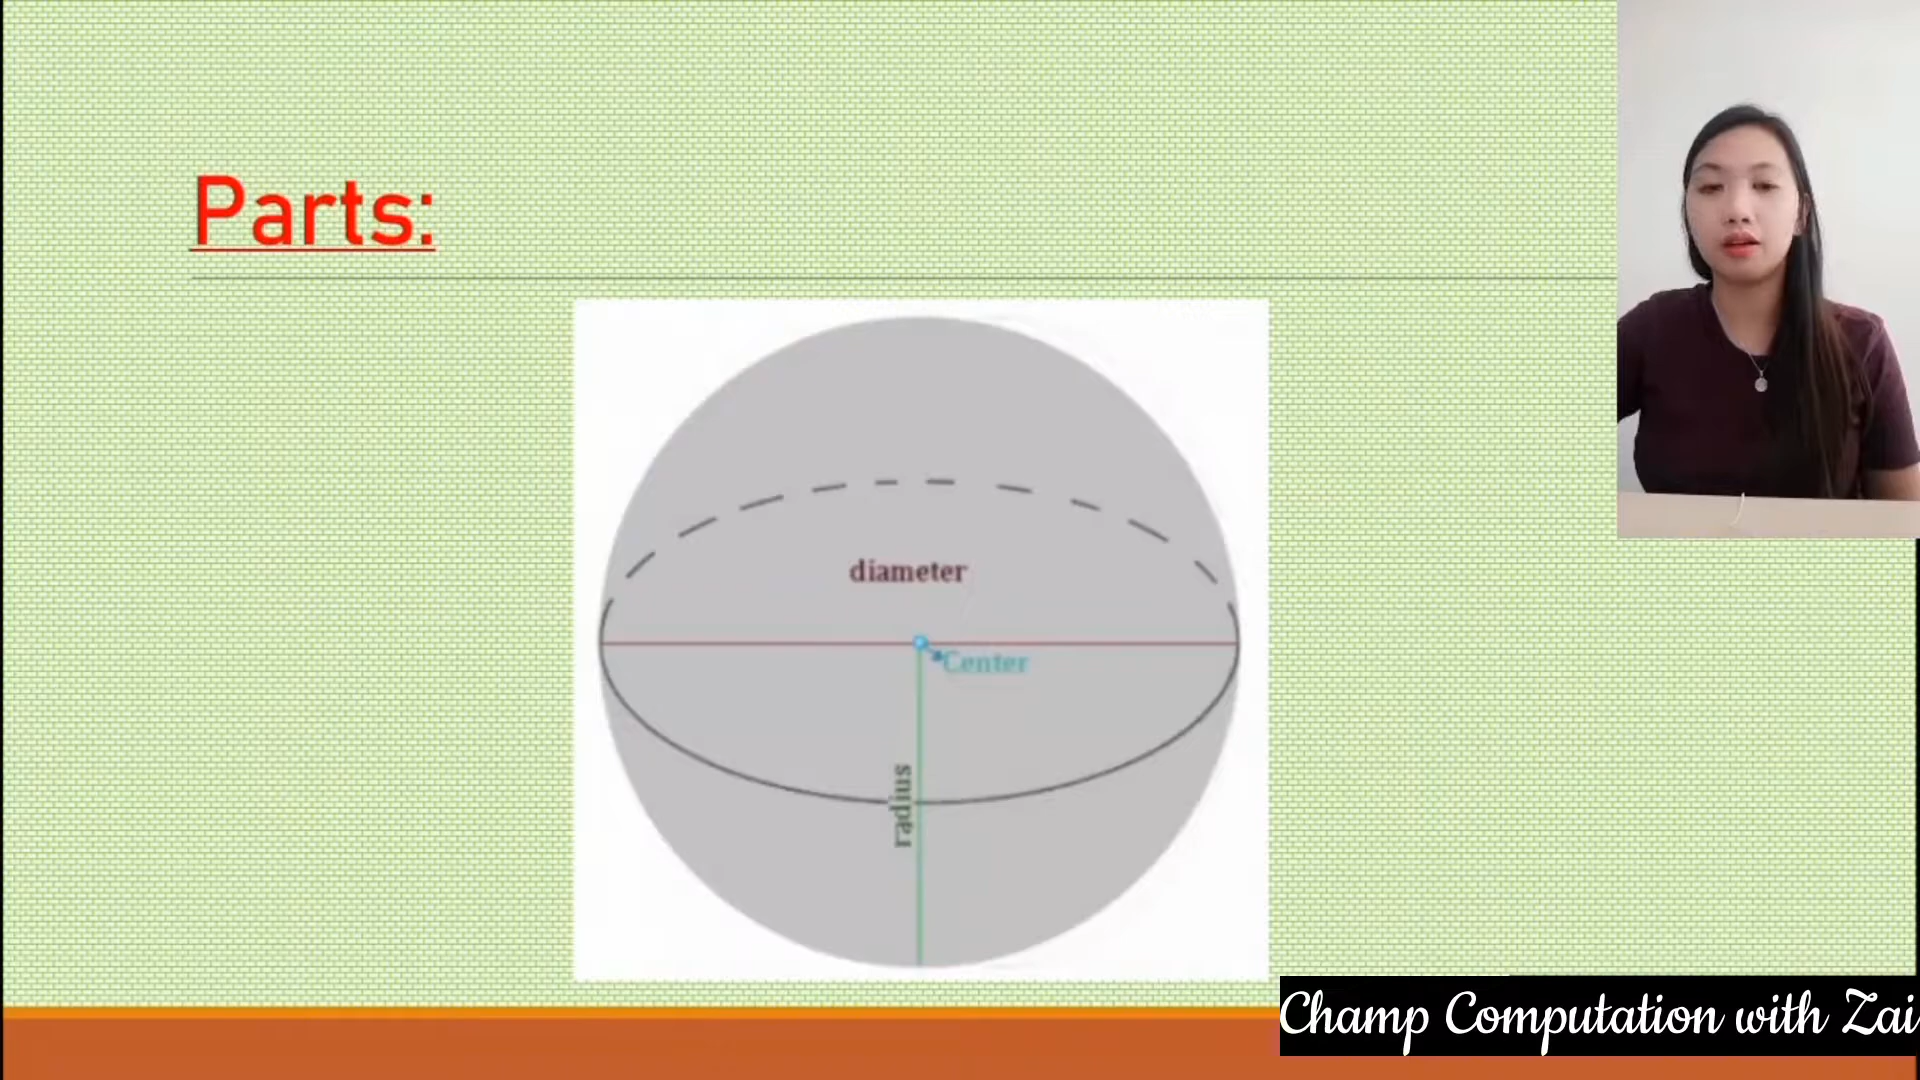 Parts:
diameter
Center
radius
Champ Computation with Zai